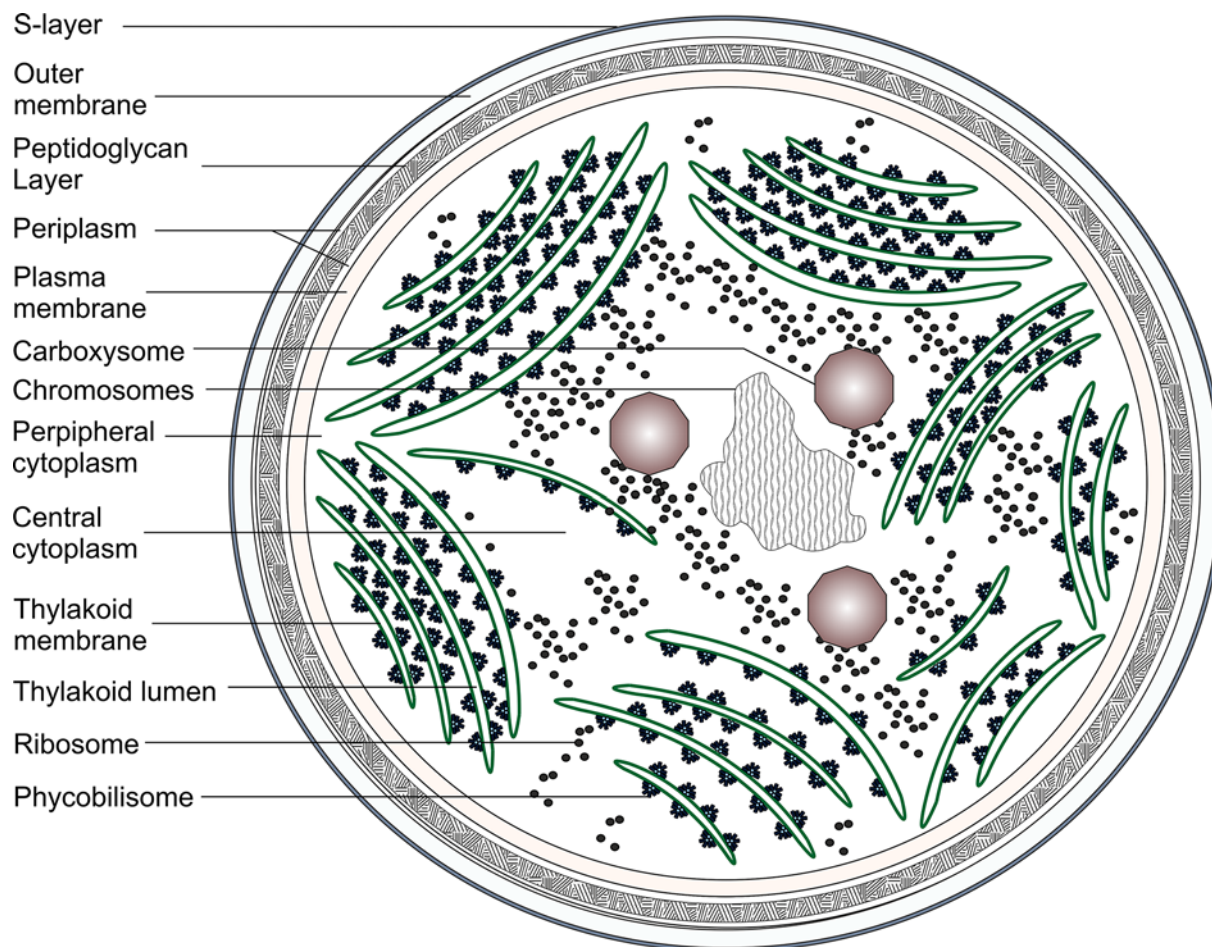 S-layer
Outer
membrane
Peptidoglycan
Layer
Periplasm
Plasma
membrane
Carboxysome
Chromosomes
Perpipheral
cytoplasm
Central
cytoplasm
Thylakoid
membrane
Thylakoid lumen
Ribosome
Phycobilisome